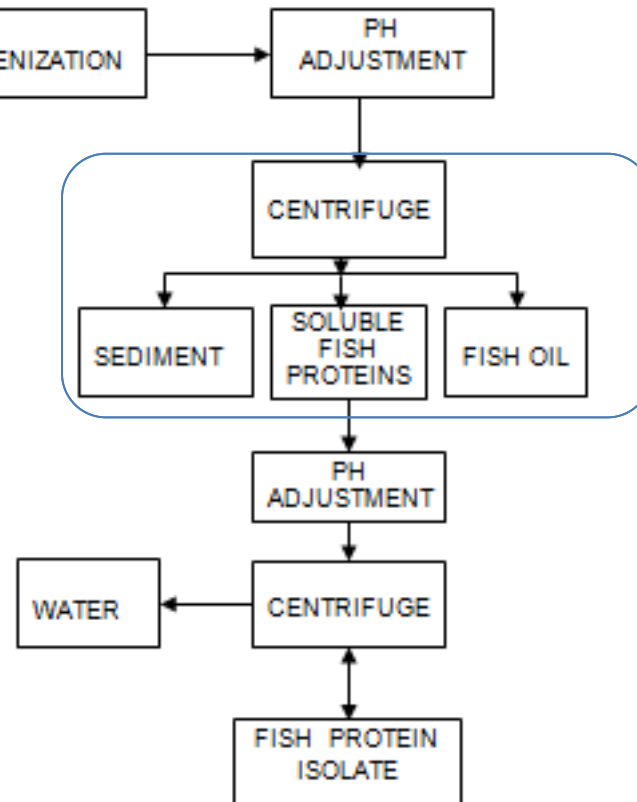 ENIZATION
PH
ADJUSTMENT
CENTRIFUGE
SEDIMENT
SOLUBLE
FISH
PROTEINS
FISH OIL
PH
ADJUSTMENT
WATER
CENTRIFUGE
FISH PROTEIN
ISOLATE